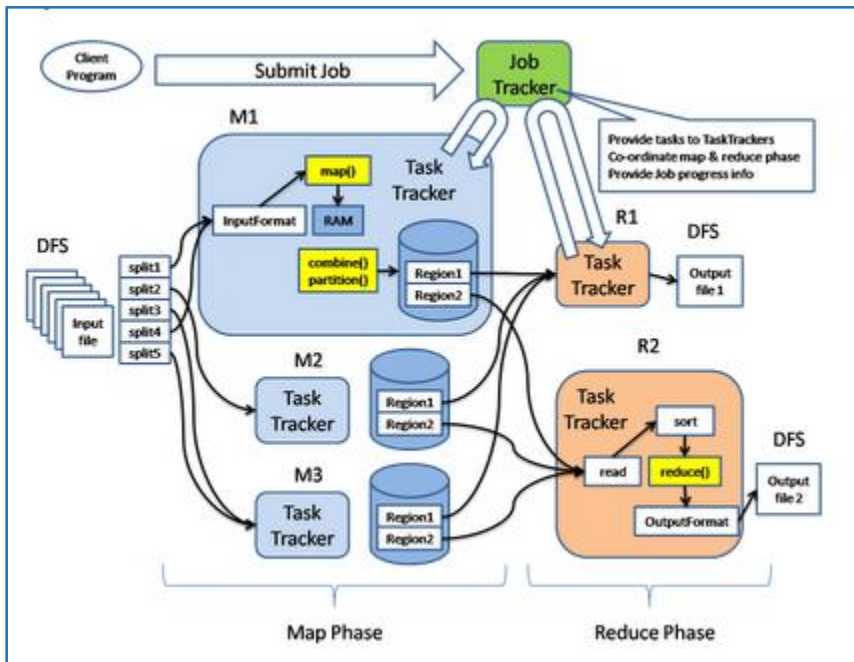 Client
Program
Submit Job
Job
Tracker
Provide tasks to TaskTrackers
Co-ordinate map & reduce phase
Provide Job progress info
M1
map()
Task
Tracker
InputFormat
RAM
combine()
partition()
Region1
Region2
DFS
Input
file
split1
split2
split3
split4
split5
M2
Task
Tracker
Region1
Region2
M3
Task
Tracker
Region1
Region2
R1
Task
Tracker
DFS
Output
file 1
R2
Task
Tracker
sort
read
reduce()
OutputFormat
DFS
Output
file 2
Map Phase
Reduce Phase